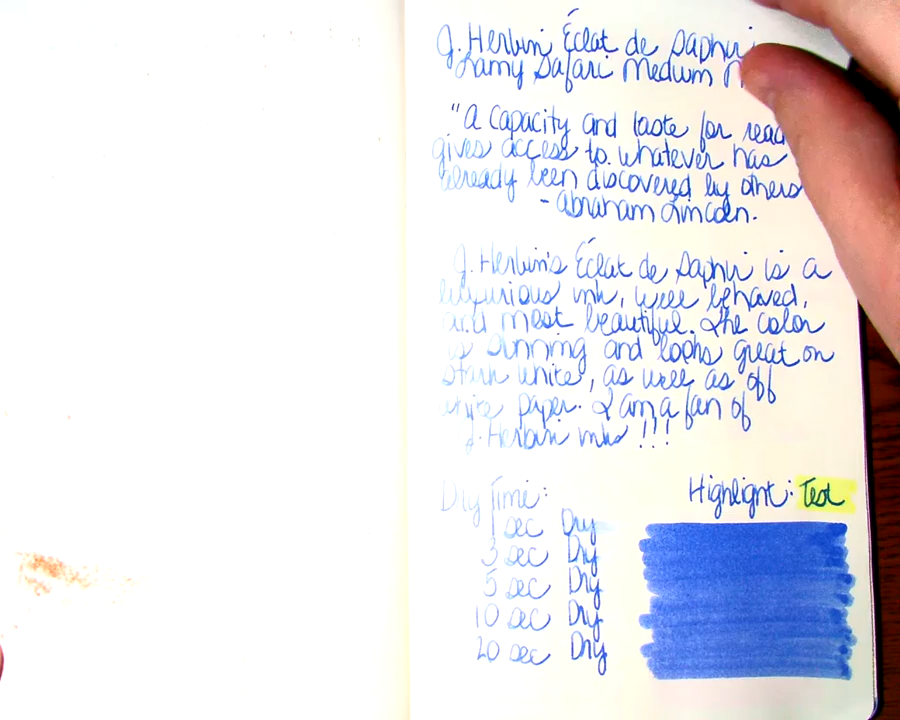 J. Herbin Éclat de Saphir
Lamy Safari Medium
"A capacity and taste for read
gives access to whatever has
already been discovered by others
- Abraham Lincoln.
J. Herbin's Éclat de Saphir is a
luxurious ink, well behaved,
and most beautiful. The color
is stunning and looks great on
stark white, as well as off
white paper. I am a fan of
J. Herbin inks!!!
Dry Time: Highlight: Test
1 sec Dry
3 sec Dry
5 sec Dry
10 sec Dry
20 sec Dry